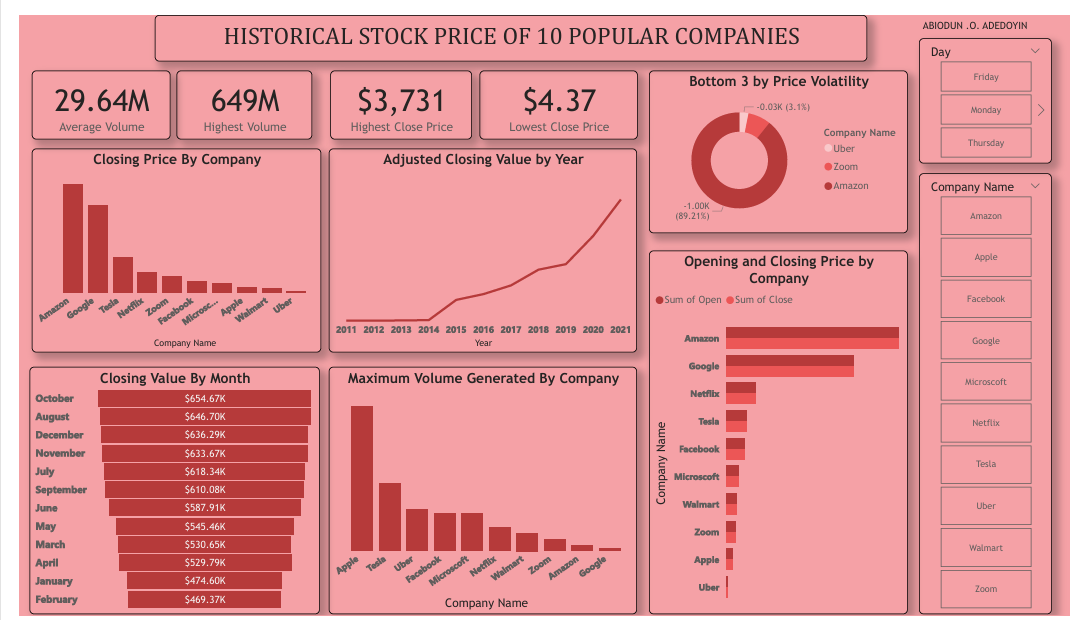 HISTORICAL STOCK PRICE OF 10 POPULAR COMPANIES
ABIODUN .O. ADEDOYIN
29.64M
Average Volume
649M
Highest Volume
$3,731
Highest Close Price
$4.37
Lowest Close Price
Bottom 3 by Price Volatility
-0.03K (3.1%)
-1.00K
(89.21%)
Company Name
Uber
Zoom
Amazon
Day
Friday
Monday
Thursday
Closing Price By Company
Amazon
Google
Tesla
Netflix
Zoom
Facebook
Microsc...
Apple
Walmart
Uber
Company Name
Adjusted Closing Value by Year
2011 2012 2013 2014 2015 2016 2017 2018 2019 2020 2021
Year
Opening and Closing Price by
Company
Sum of Open Sum of Close
Company Name
Amazon
Google
Netflix
Tesla
Facebook
Microscoft
Walmart
Zoom
Apple
Uber
Company Name
Amazon
Apple
Facebook
Google
Microscoft
Netflix
Tesla
Uber
Walmart
Zoom
Closing Value By Month
October $654.67K
August $646.70K
December $636.29K
November $633.67K
July $618.34K
September $610.08K
June $587.91K
May $545.46K
March $530.65K
April $529.79K
January $474.60K
February $469.37K
Maximum Volume Generated By Company
Apple
Tesla
Uber
Facebook
Microscoft
Netflix
Walmart
Zoom
Amazon
Google
Company Name